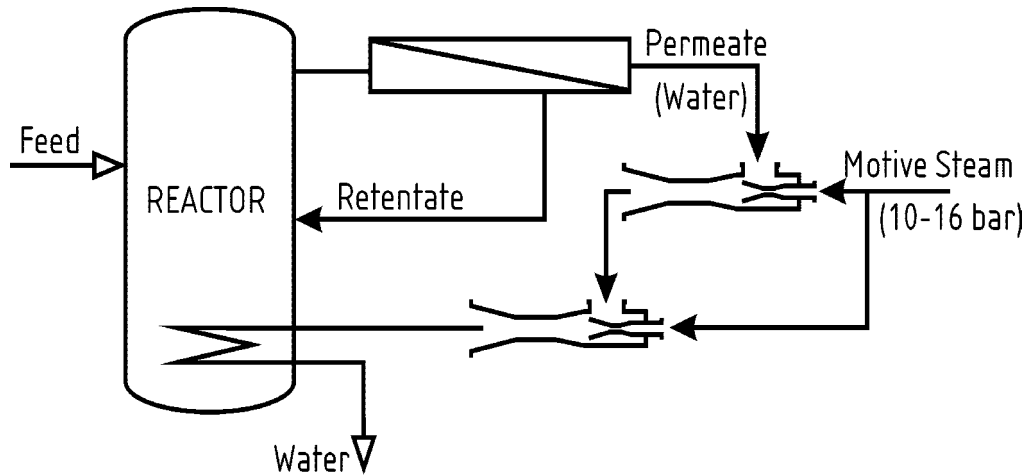 Permeate
(Water)
Feed
REACTOR
Retentate
Motive Steam
(10-16 bar)
Water